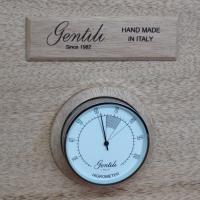 Gentili
Since 1982
HAND MADE
IN ITALY
Gentili
HYGROMETER